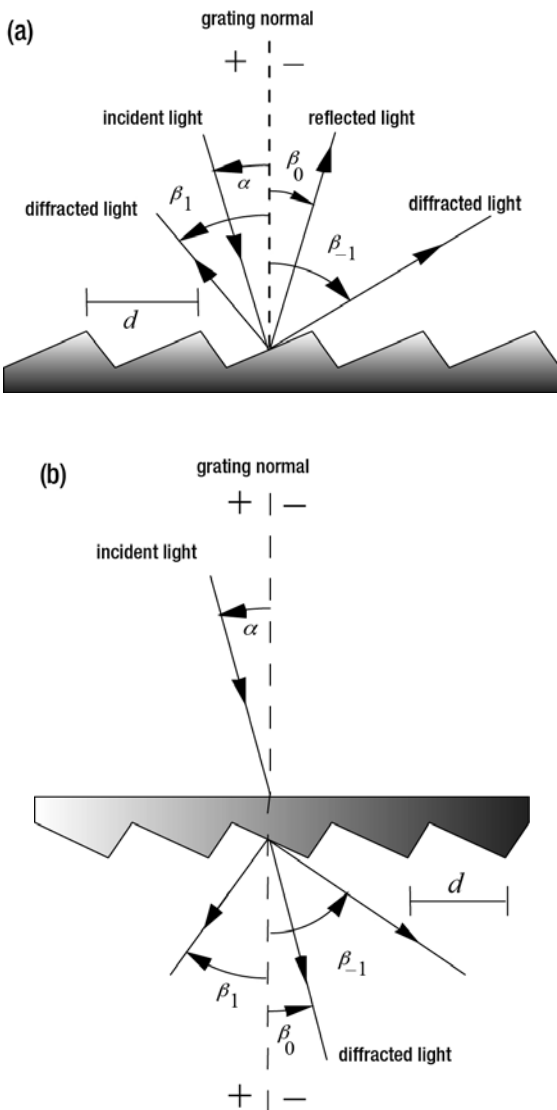 (a)
grating normal
+ −
incident light
reflected light
α
β0
β1
diffracted light
diffracted light
β−1
d
(b)
grating normal
+ −
incident light
α
d
β−1
β1
β0
diffracted light
+ −